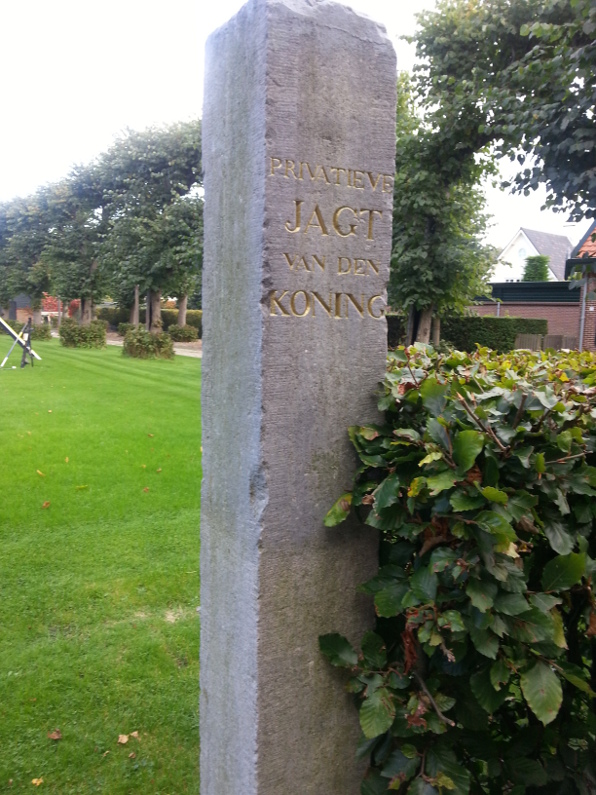 PRIVATIEVE
JAGT
VAN DEN
KONING